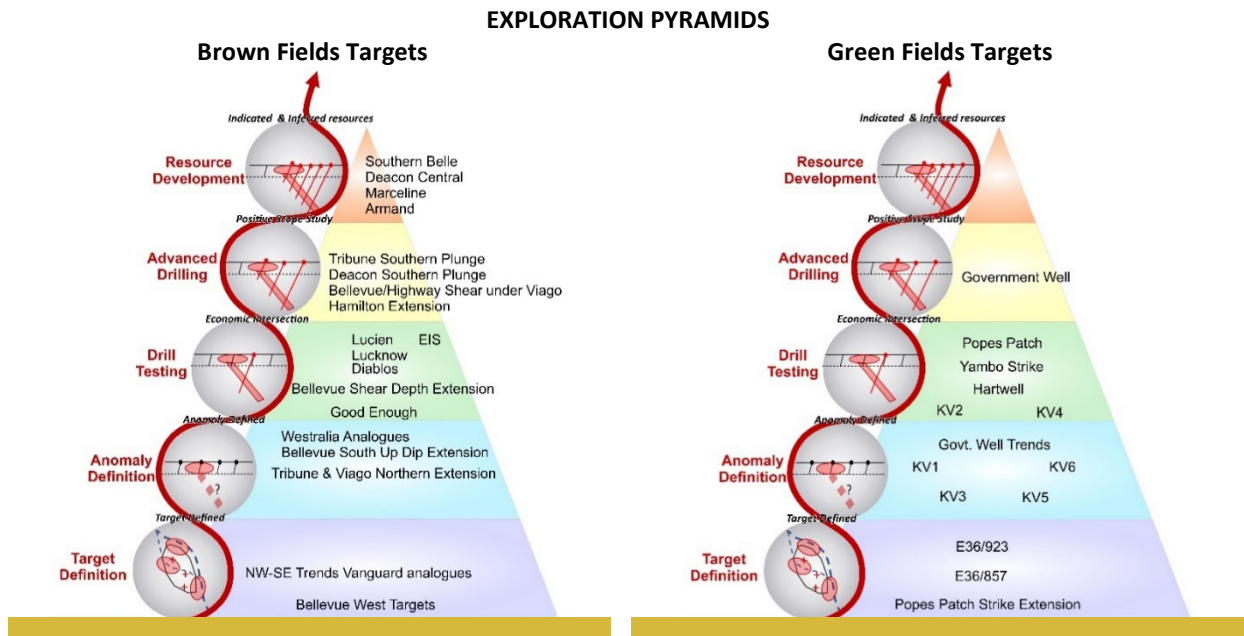 EXPLORATION PYRAMIDS
Brown Fields Targets
Indicated & Inferred resources
Resource
Development
Southern Belle
Deacon Central
Marceline
Armand
Positive Scope Study
Advanced
Drilling
Tribune Southern Plunge
Deacon Southern Plunge
Bellevue/Highway Shear under Viago
Hamilton Extension
Economic Intersection
Drill
Testing
Lucien EIS
Lucknow
Diablos
Bellevue Shear Depth Extension
Good Enough
Anomaly Defined
Anomaly
Definition
Westralia Analogues
Bellevue South Up Dip Extension
Tribune & Viago Northern Extension
?
Target Defined
Target
Definition
NW-SE Trends Vanguard analogues
Bellevue West Targets
Green Fields Targets
Indicated & Inferred resources
Resource
Development
Positive Scope Study
Advanced
Drilling
Government Well
Economic Intersection
Drill
Testing
Popes Patch
Yambo Strike
Hartwell
KV2 KV4
Anomaly Defined
Anomaly
Definition
Govt. Well Trends
KV1 KV6
KV3 KV5
?
Target Defined
Target
Definition
E36/923
E36/857
Popes Patch Strike Extension